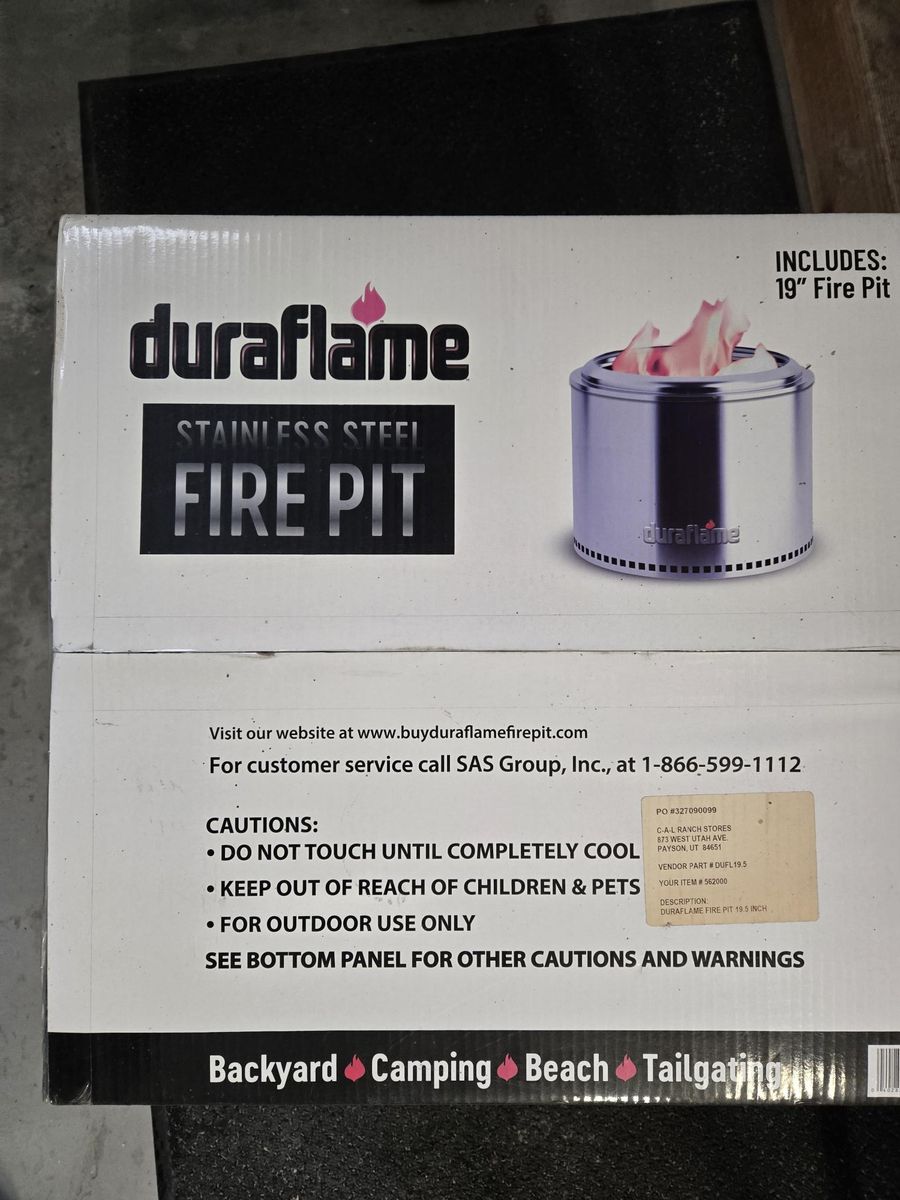 INCLUDES:
19” Fire Pit
duraflame
STAINLESS STEEL
FIRE PIT
duraflame
Visit our website at www.buyduraflamefirepit.com
For customer service call SAS Group, Inc., at 1-866-599-1112
CAUTIONS:
• DO NOT TOUCH UNTIL COMPLETELY COOL
• KEEP OUT OF REACH OF CHILDREN & PETS
• FOR OUTDOOR USE ONLY
SEE BOTTOM PANEL FOR OTHER CAUTIONS AND WARNINGS
PO #327090099
C-A-L RANCH STORES
873 WEST UTAH AVE.
PAYSON, UT 84651
VENDOR PART # DUFL19.5
YOUR ITEM # 562000
DESCRIPTION:
DURAFLAME FIRE PIT 19.5 INCH
Backyard Camping Beach Tailgating